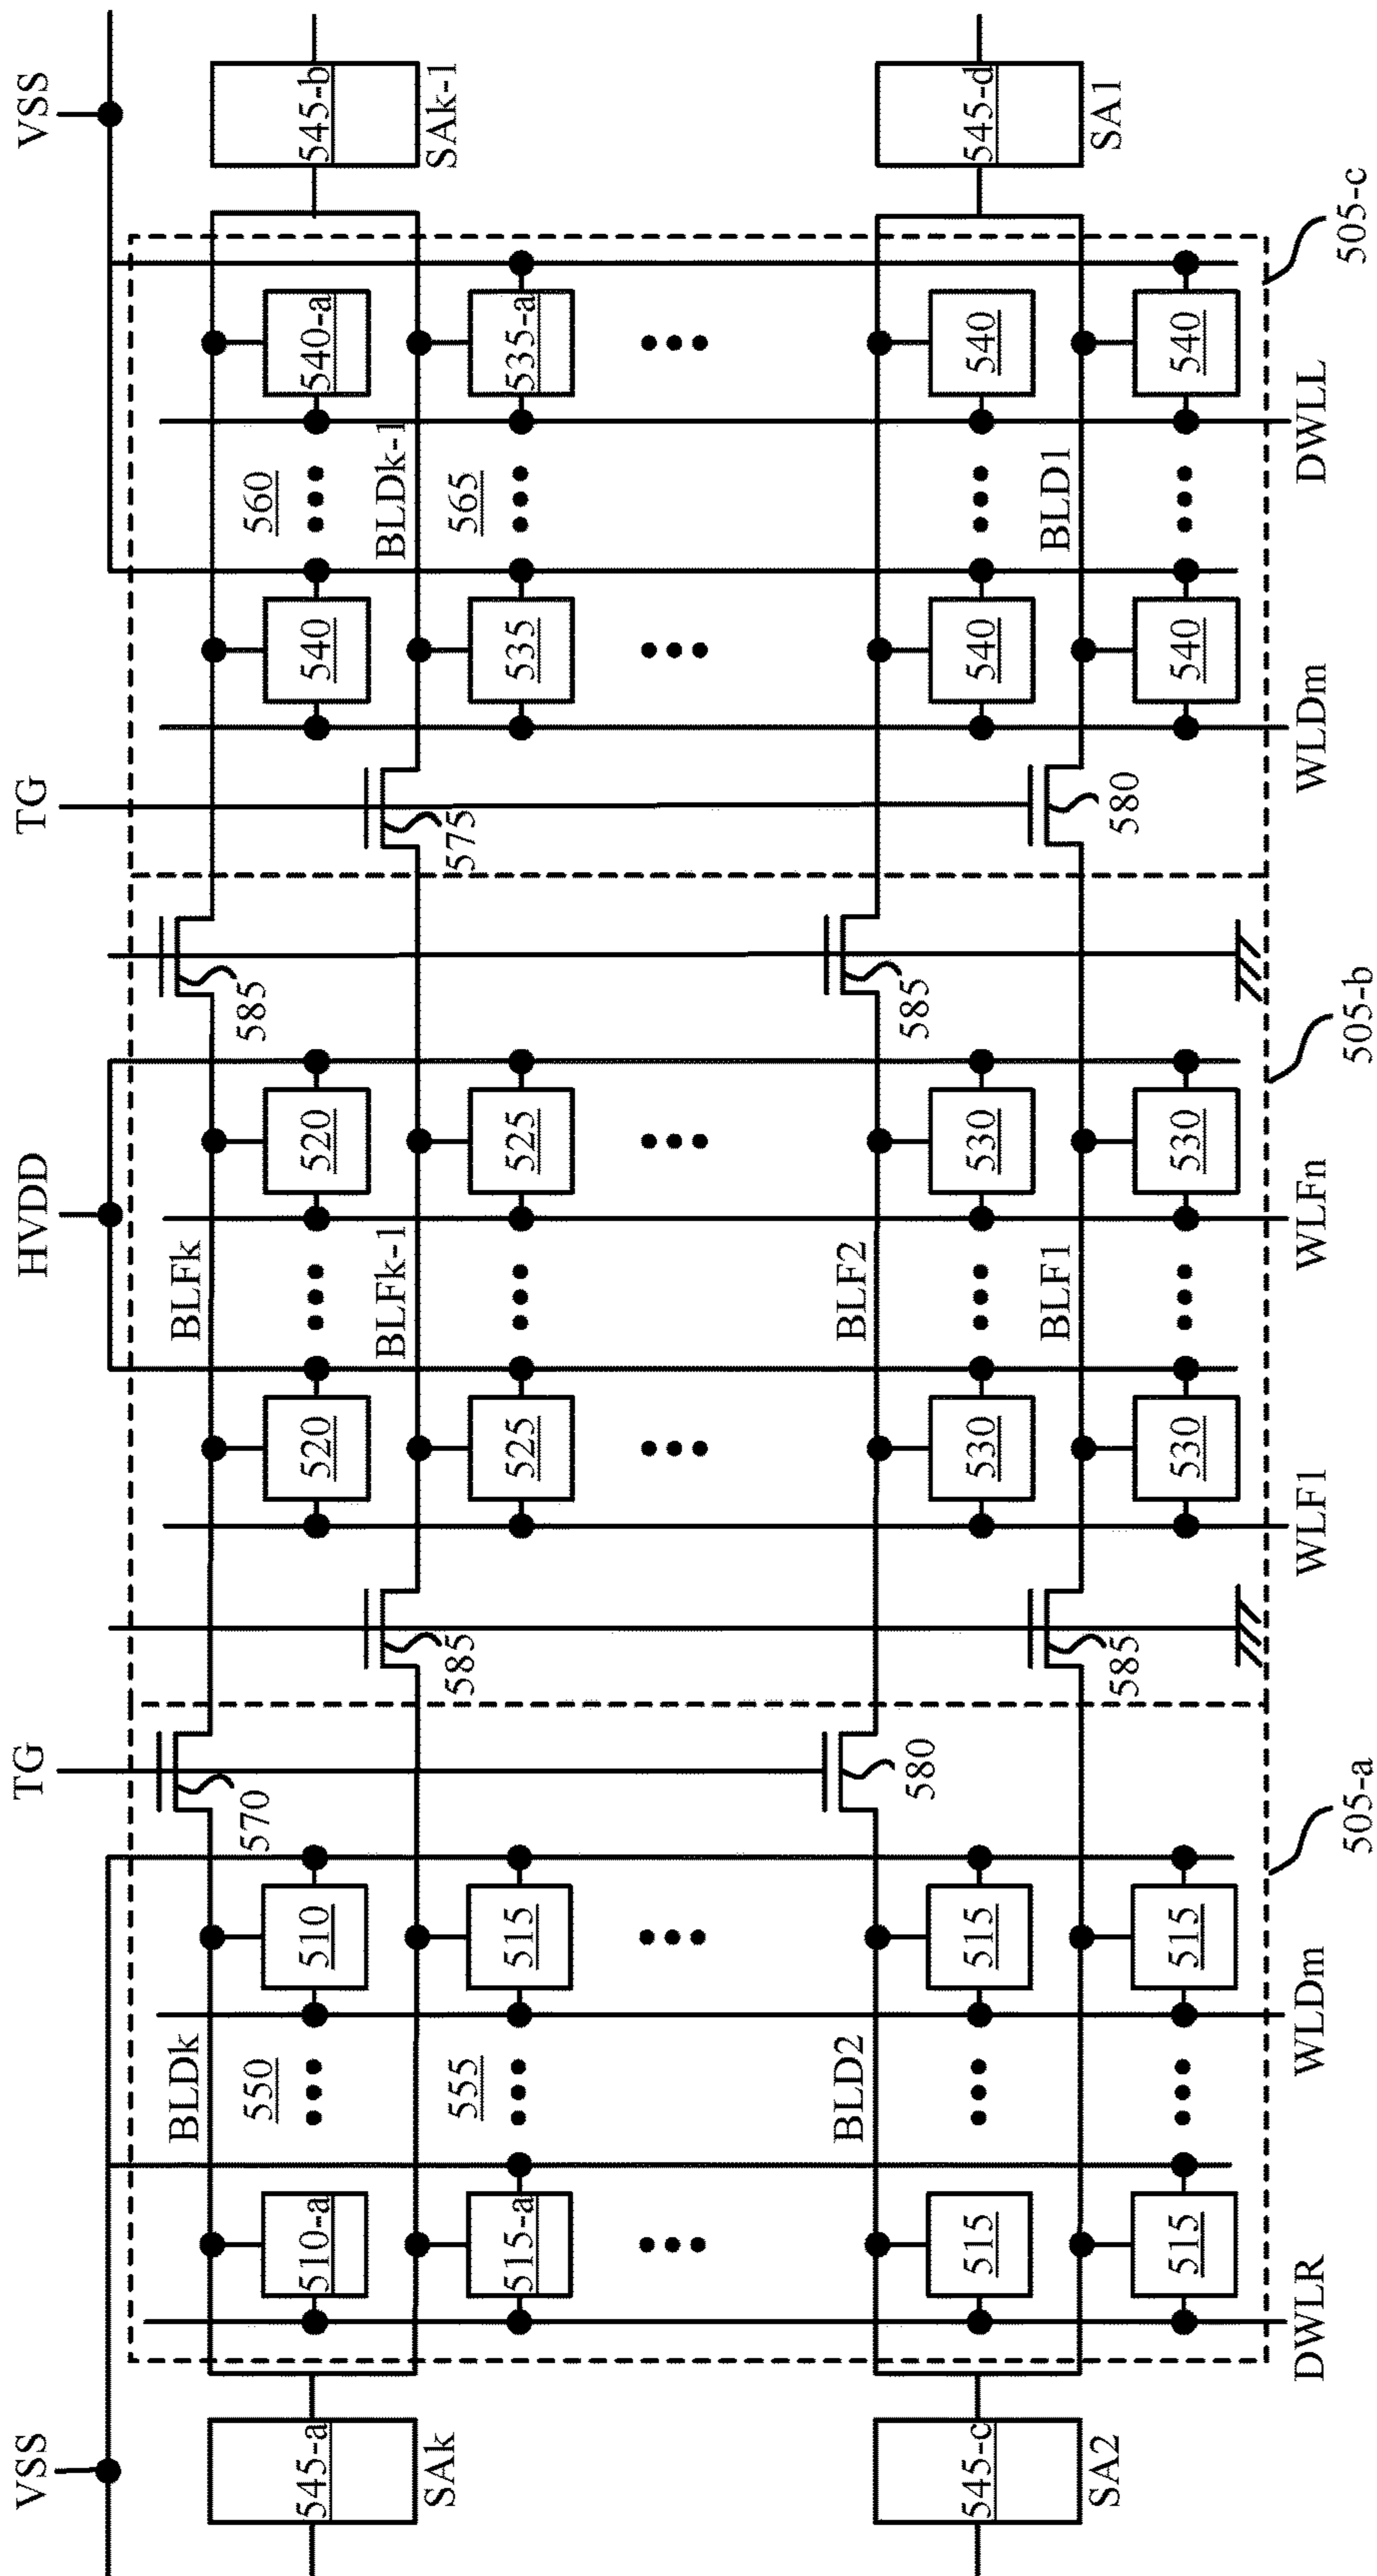 VSS TG HVDD TG VSS
BLDk BLFk
550 570 585 560
545-a 510-a 510 520 520 540 540-a 545-b
BLFk-1 BLDk-1
SAk SAk-1
555 585 575 565
515-a 515 525 525 535 535-a
BLD2 BLF2
580 585
545-c 515 515 530 530 540 540 545-d
BLF1 BLD1
SA2 SA1
585 580
515 515 530 530 540 540
DWLR WLDm WLF1 WLFn WLDm DWLL
505-a 505-b 505-c